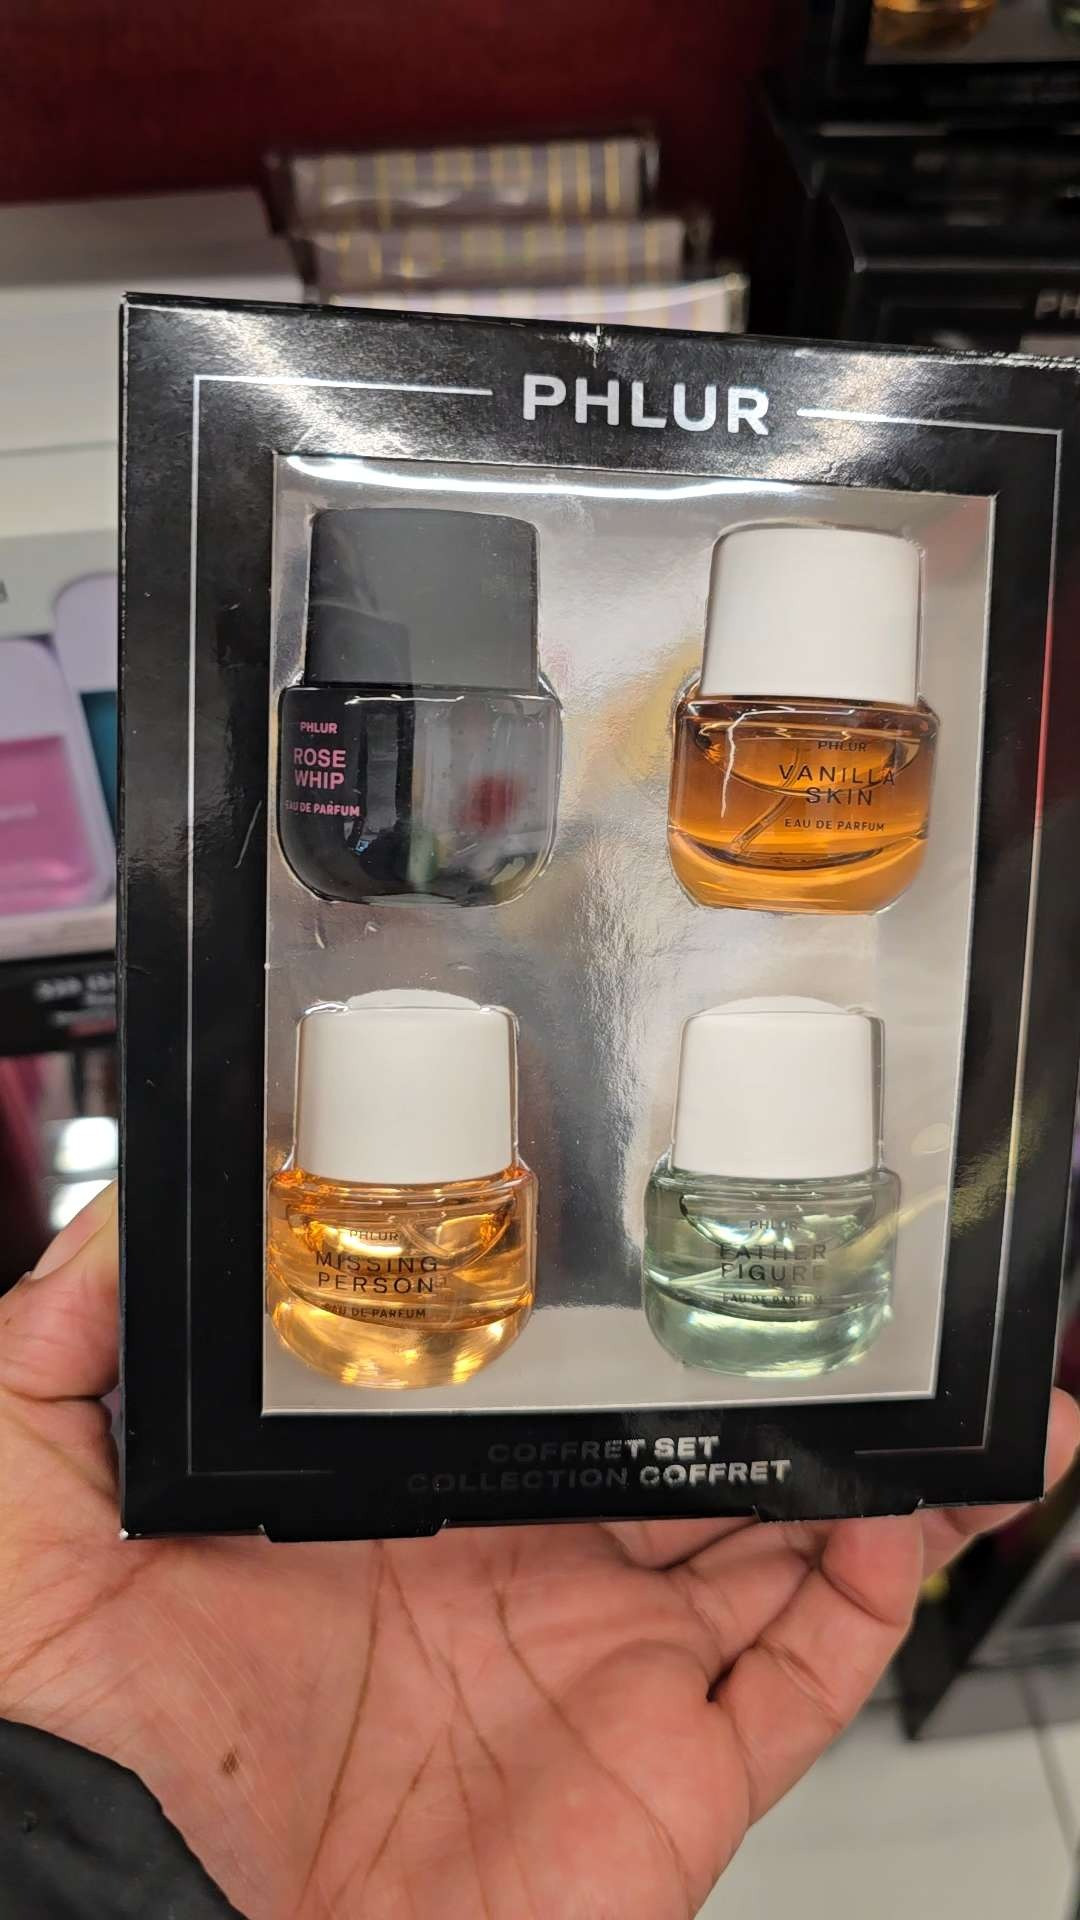 PHLUR
PHLUR
ROSE
WHIP
EAU DE PARFUM
PHLUR
VANILLA
SKIN
EAU DE PARFUM
PHLUR
MISSING
PERSON
EAU DE PARFUM
PHLUR
FATHER
FIGURE
EAU DE PARFUM
COFFRET SET
COLLECTION COFFRET
PH